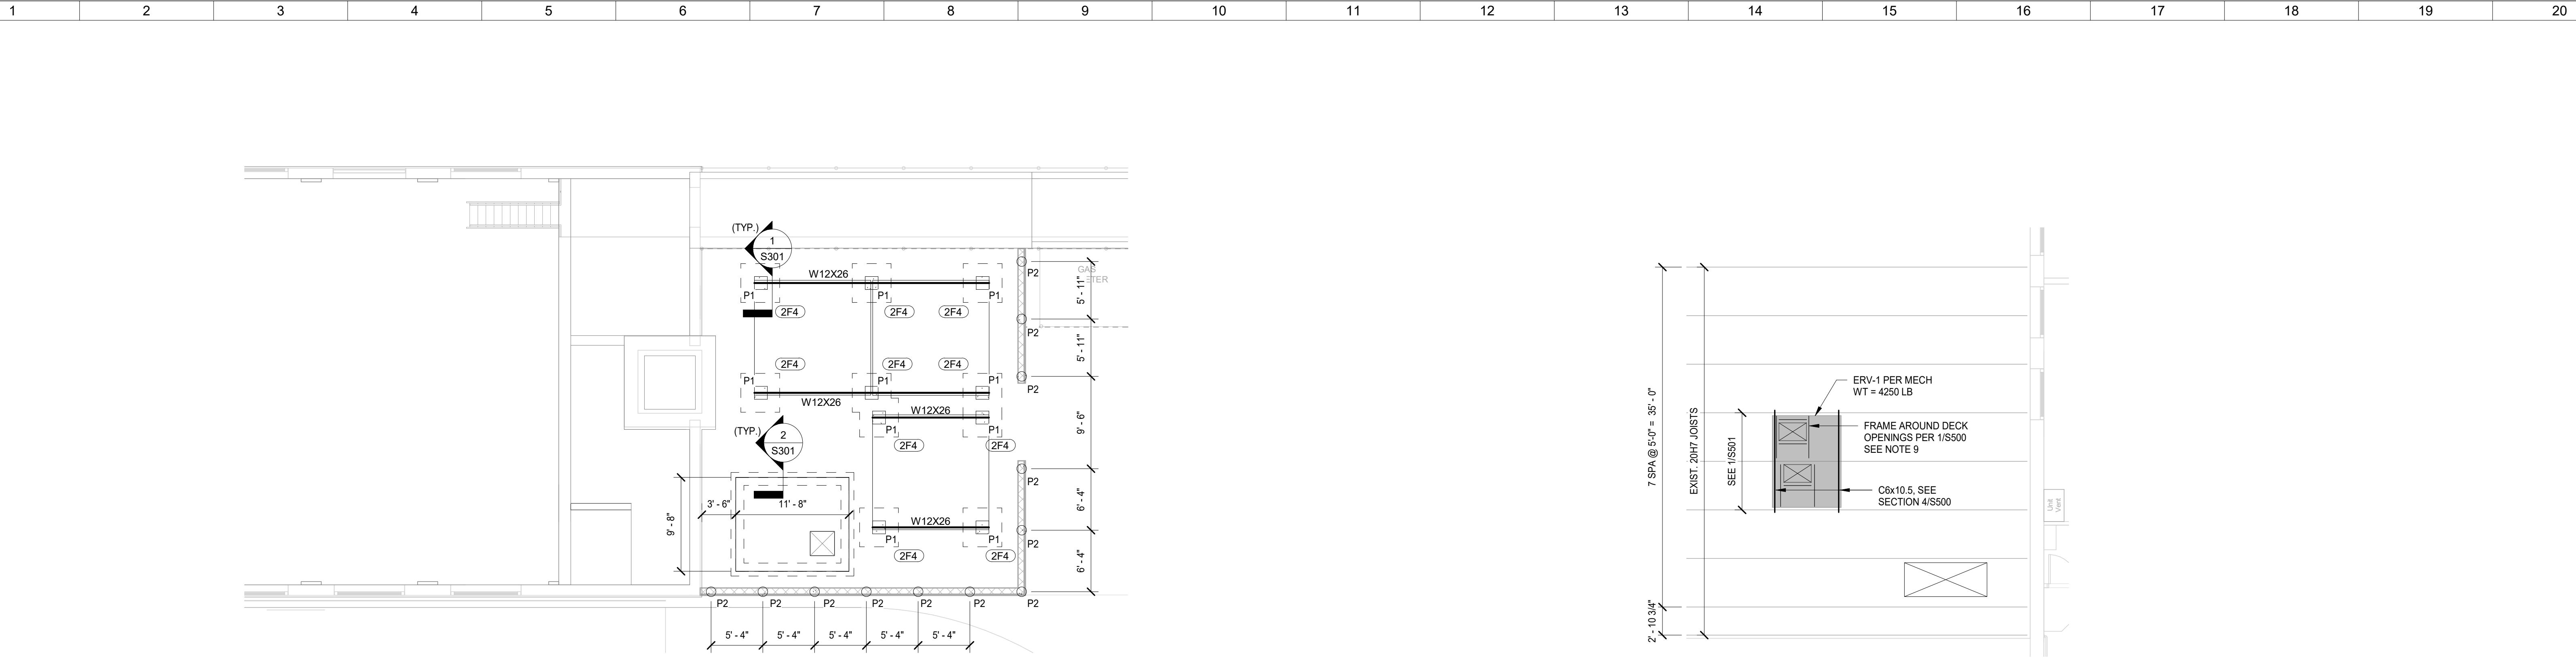 1 2 3 4 5 6 7 8 9 10 11 12 13 14 15 16 17 18 19 20
(TYP.)
1
S301
W12X26
P1
P1
P1
2F4
2F4
2F4
2F4
2F4
2F4
P1
P1
P1
W12X26
W12X26
P1
P1
2F4
2F4
(TYP.)
2
S301
3' - 6"
11' - 8"
9' - 8"
W12X26
P1
P1
2F4
2F4
P2
P2
P2
P2
P2
P2
P2
P2
P2
P2
P2
P2
GAS
ETER
5' - 11"
5' - 11"
9' - 6"
6' - 4"
6' - 4"
5' - 4"
5' - 4"
5' - 4"
5' - 4"
5' - 4"
7 SPA @ 5'-0" = 35' - 0"
2' - 10 3/4"
EXIST. 20H7 JOISTS
SEE 1/S501
ERV-1 PER MECH
WT = 4250 LB
FRAME AROUND DECK
OPENINGS PER 1/S500
SEE NOTE 9
C6x10.5, SEE
SECTION 4/S500
Unit
Vent